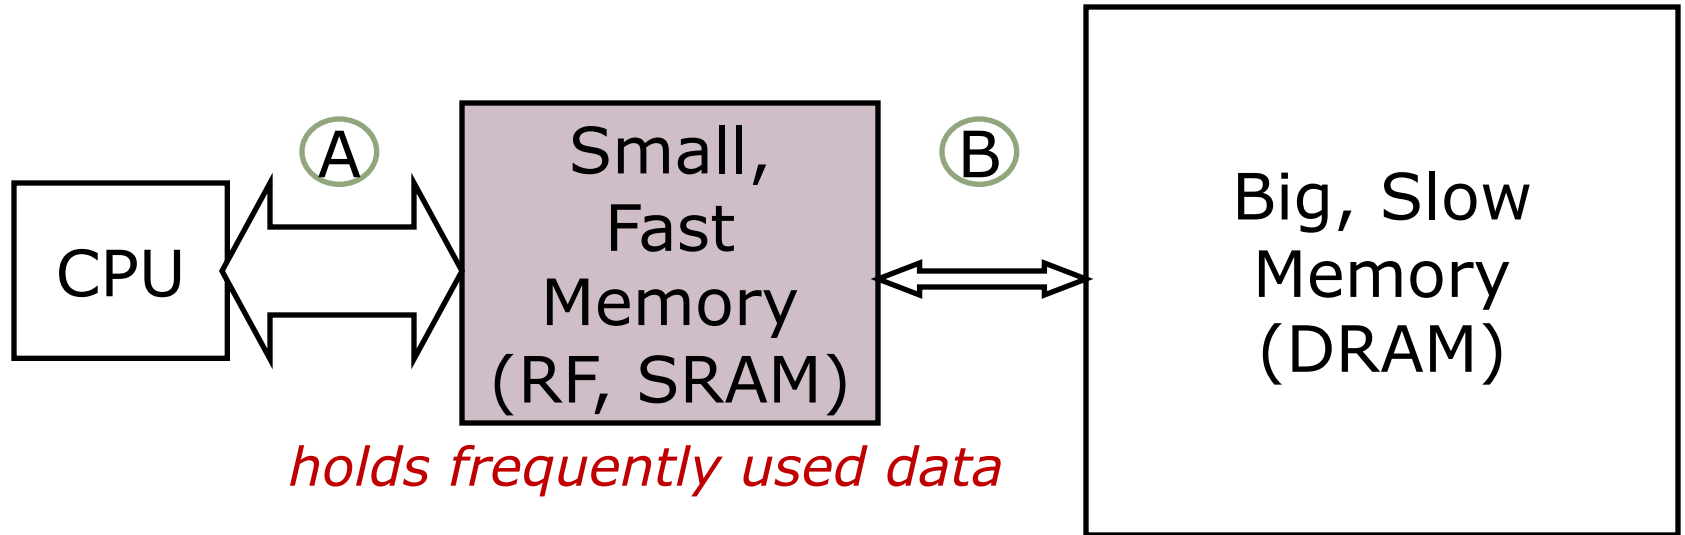 A
B
CPU
Small,
Fast
Memory
(RF, SRAM)
Big, Slow
Memory
(DRAM)
holds frequently used data